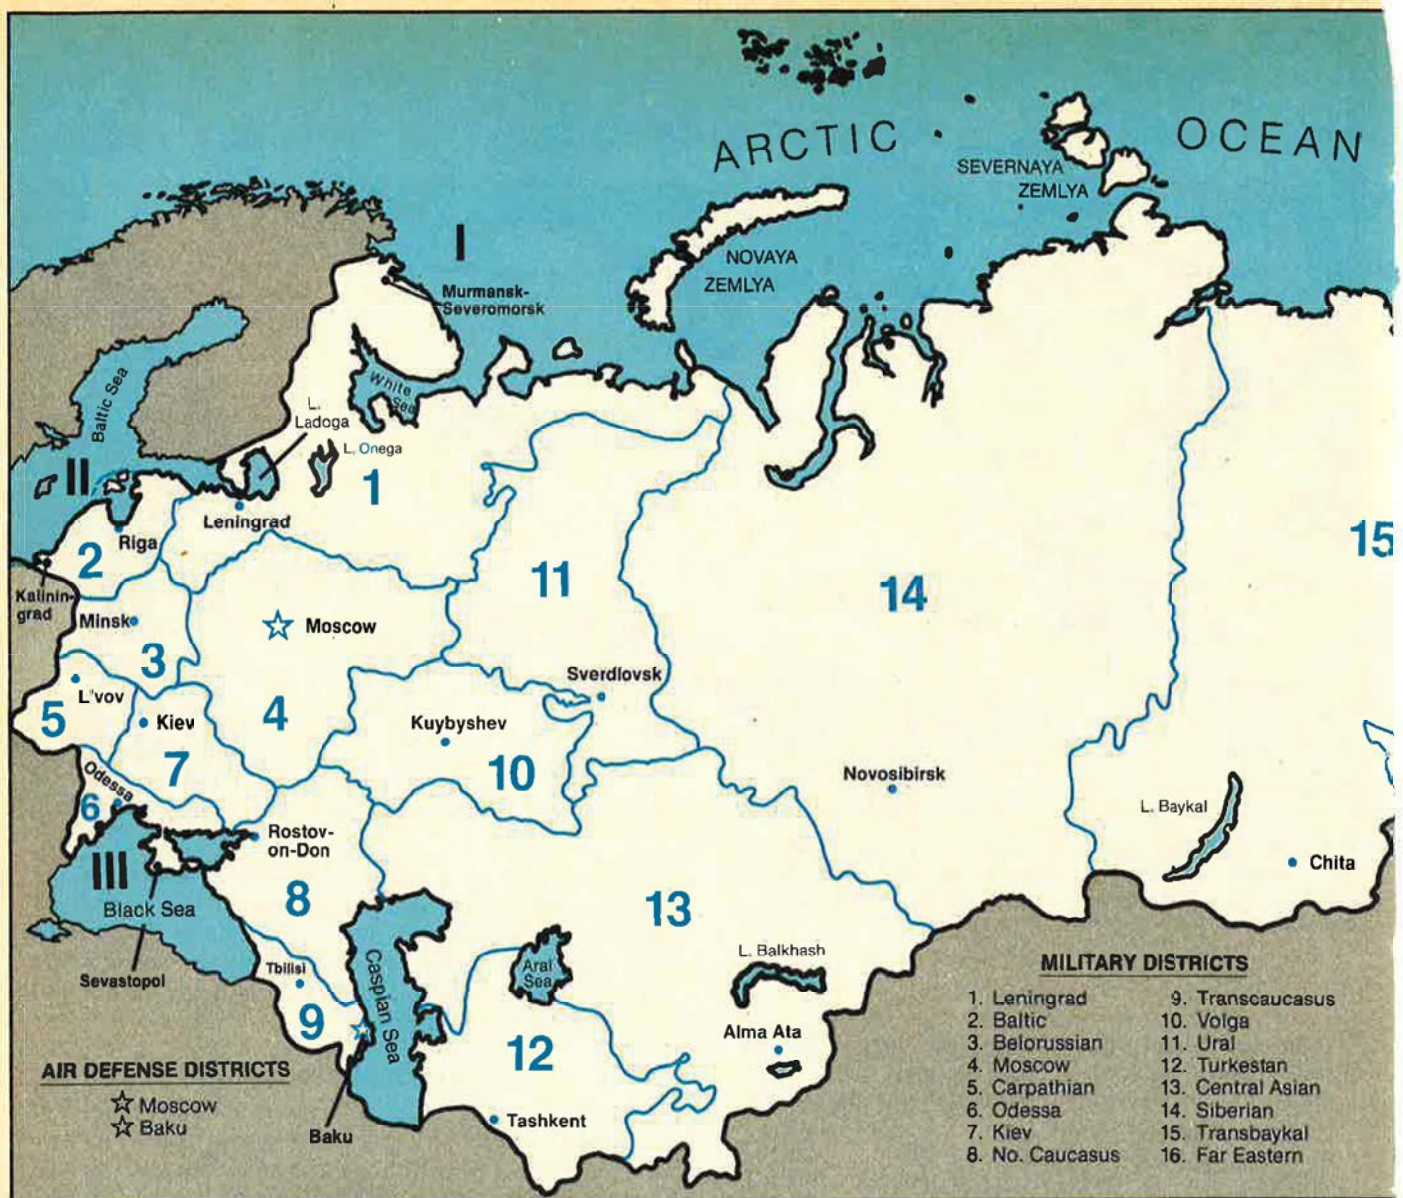 ARCTIC
OCEAN
SEVERNAYA
ZEMLYA
I
NOVAYA
ZEMLYA
Murmansk-
Severomorsk
Baltic Sea
White
Sea
L.
Ladoga
L. Onega
II
1
Leningrad
15
Riga
2
11
14
Kalinin-
grad
Minsk
Moscow
3
Sverdlovsk
L'vov
5
Kiev
4
Kuybyshev
7
10
Novosibirsk
Odessa
6
L. Baykal
Rostov-
on-Don
III
Chita
8
13
Black Sea
L. Balkhash
Caspian Sea
Aral
Sea
Tbilisi
Sevastopol
9
Alma Ata
12
Tashkent
Baku
AIR DEFENSE DISTRICTS
Moscow
Baku
MILITARY DISTRICTS
1. Leningrad
2. Baltic
3. Belorussian
4. Moscow
5. Carpathian
6. Odessa
7. Kiev
8. No. Caucasus
9. Transcaucasus
10. Volga
11. Ural
12. Turkestan
13. Central Asian
14. Siberian
15. Transbaykal
16. Far Eastern